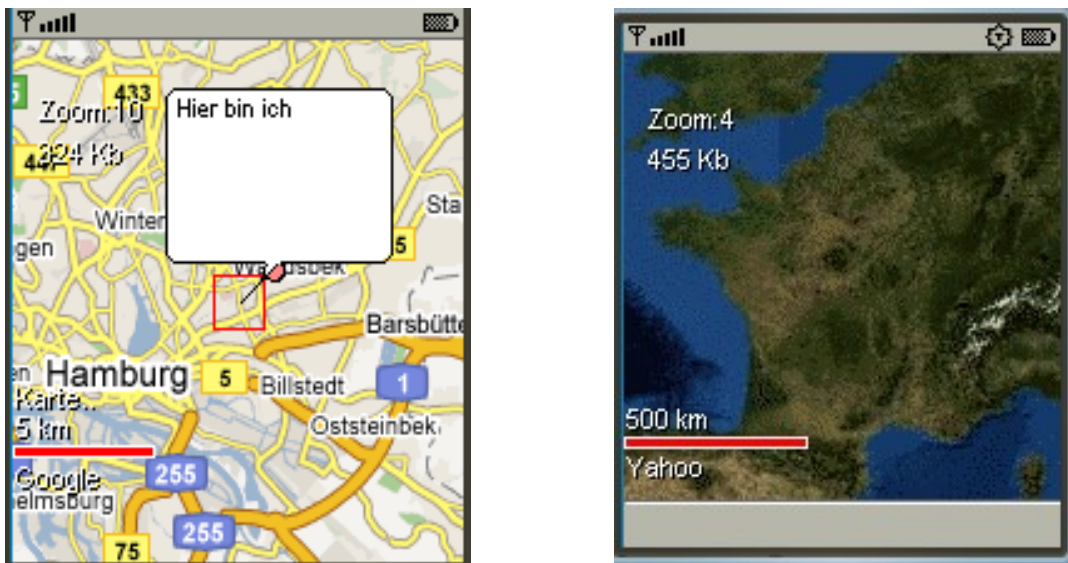 433
Zoom:10
Hier bin ich
447
224 Kb
Winter
Sta
gen
5
Wandsbek
Barsbütte
Hamburg
5
Billstedt
1
Karte..
5 km
Oststeinbek
255
Google
elmsburg
255
75
Zoom:4
455 Kb
500 km
Yahoo